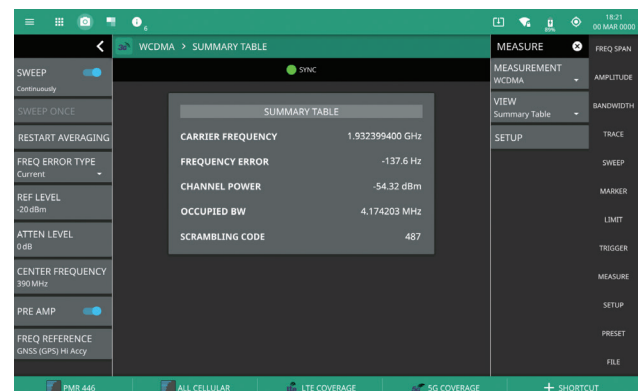 6
89%
18:21
00 MAR 0000
WCDMA > SUMMARY TABLE
SYNC
SWEEP
Continuously
SWEEP ONCE
RESTART AVERAGING
FREQ ERROR TYPE
Current
REF LEVEL
-20 dBm
ATTEN LEVEL
0 dB
CENTER FREQUENCY
390 MHz
PRE AMP
FREQ REFERENCE
GNSS (GPS) Hi Accy
SUMMARY TABLE
CARRIER FREQUENCY 1.932399400 GHz
FREQUENCY ERROR -137.6 Hz
CHANNEL POWER -54.32 dBm
OCCUPIED BW 4.174203 MHz
SCRAMBLING CODE 487
MEASURE
MEASUREMENT
WCDMA
VIEW
Summary Table
SETUP
FREQ SPAN
AMPLITUDE
BANDWIDTH
TRACE
SWEEP
MARKER
LIMIT
TRIGGER
MEASURE
SETUP
PRESET
FILE
PMR 446
ALL CELLULAR
LTE COVERAGE
5G COVERAGE
+ SHORTCUT